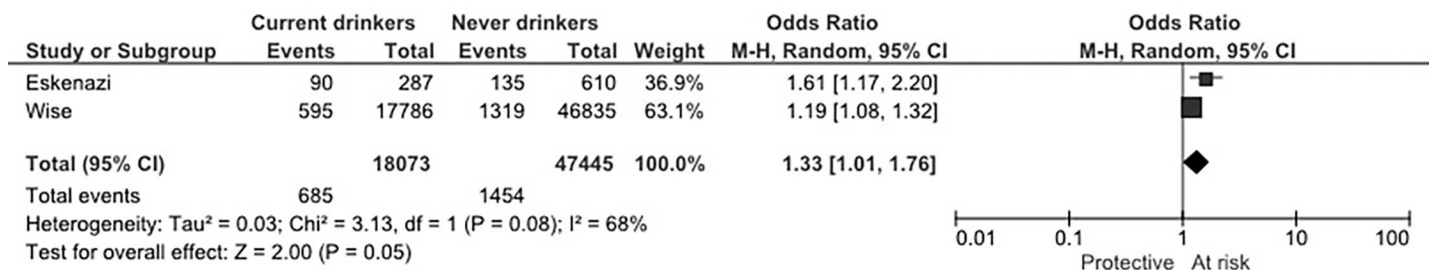 Current drinkers Never drinkers Odds Ratio Odds Ratio
Study or Subgroup Events Total Events Total Weight M-H, Random, 95% CI M-H, Random, 95% CI
Eskenazi 90 287 135 610 36.9% 1.61 [1.17, 2.20]
Wise 595 17786 1319 46835 63.1% 1.19 [1.08, 1.32]
Total (95% CI) 18073 47445 100.0% 1.33 [1.01, 1.76]
Total events 685 1454
Heterogeneity: Tau² = 0.03; Chi² = 3.13, df = 1 (P = 0.08); I² = 68%
Test for overall effect: Z = 2.00 (P = 0.05)
0.01 0.1 1 10 100
Protective At risk